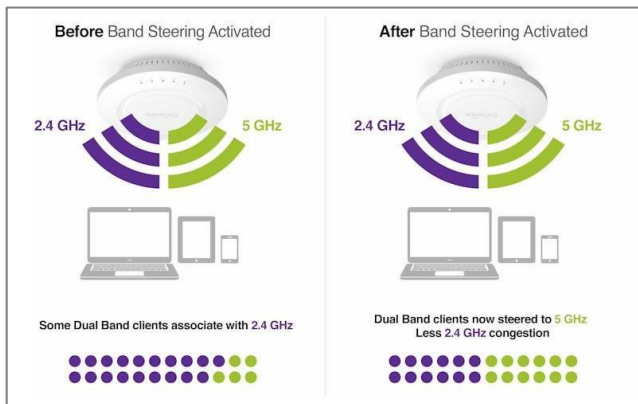 Before Band Steering Activated
2.4 GHz
5 GHz
Some Dual Band clients associate with 2.4 GHz
After Band Steering Activated
2.4 GHz
5 GHz
Dual Band clients now steered to 5 GHz
Less 2.4 GHz congestion